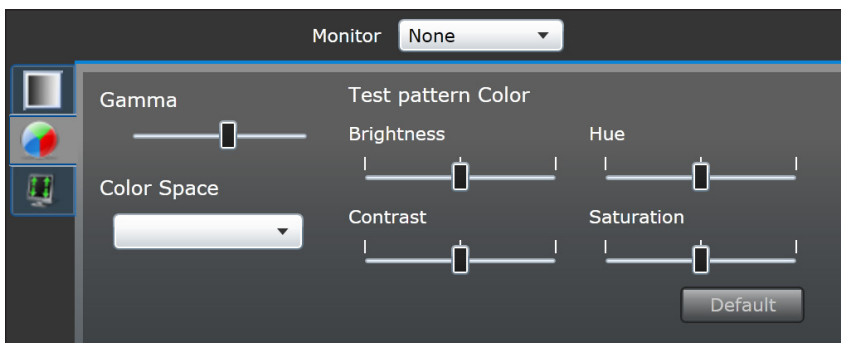 Monitor None
Gamma
Test pattern Color
Brightness Hue
Color Space
Contrast Saturation
Default